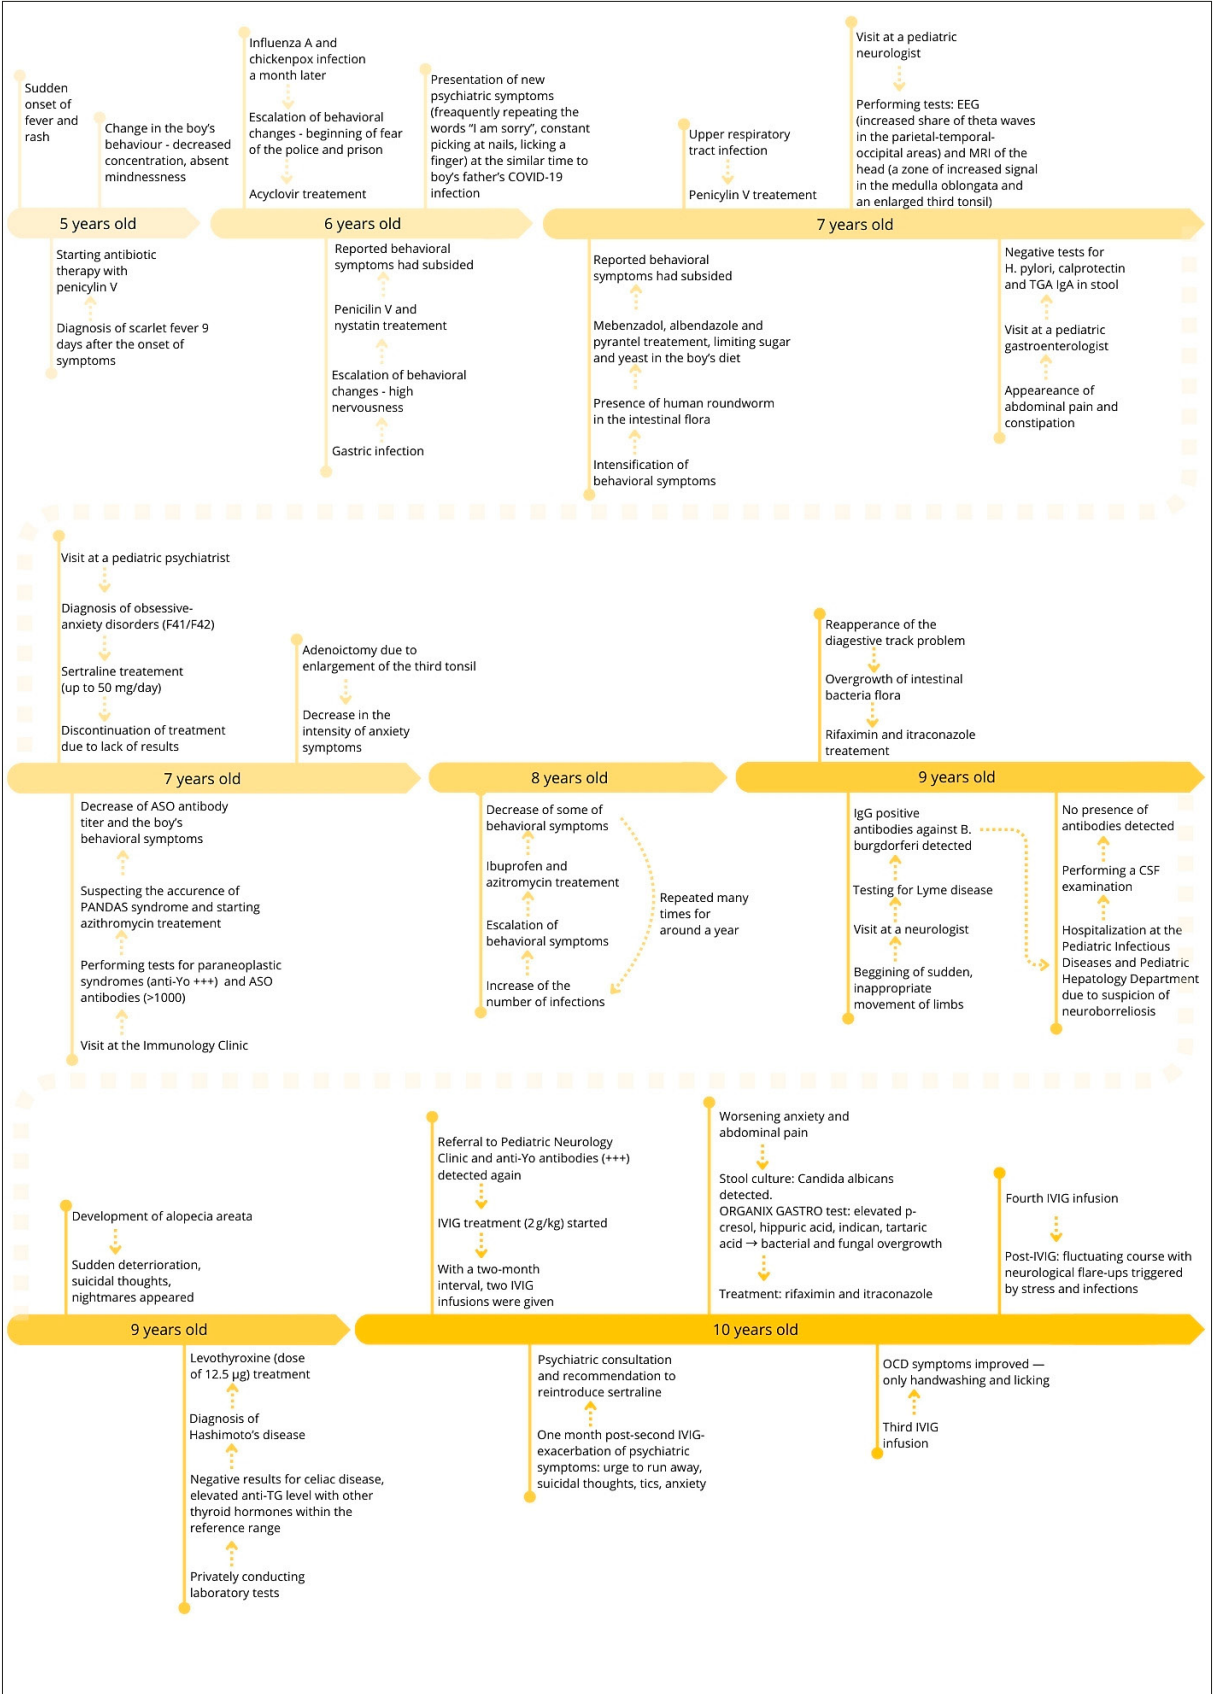 Sudden
onset of
fever and
rash
Change in the boy's
behaviour - decreased
concentration, absent
mindnessness
Influenza A and
chickenpox infection
a month later
Escalation of behavioral
changes - beginning of fear
of the police and prison
Acyclovir treatement
Presentation of new
psychiatric symptoms
(freaquently repeating the
words “I am sorry”, constant
picking at nails, licking a
finger) at the similar time to
boy's father's COVID-19
infection
Upper respiratory
tract infection
Penicylin V treatement
Visit at a pediatric
neurologist
Performing tests: EEG
(increased share of theta waves
in the parietal-temporal-
occipital areas) and MRI of the
head (a zone of increased signal
in the medulla oblongata and
an enlarged third tonsil)
5 years old
6 years old
7 years old
Starting antibiotic
therapy with
penicylin V
Diagnosis of scarlet fever 9
days after the onset of
symptoms
Reported behavioral
symptoms had subsided
Penicilin V and
nystatin treatement
Escalation of behavioral
changes - high
nervousness
Gastric infection
Reported behavioral
symptoms had subsided
Mebenzadol, albendazole and
pyrantel treatement, limiting sugar
and yeast in the boy's diet
Presence of human roundworm
in the intestinal flora
Intensification of
behavioral symptoms
Negative tests for
H. pylori, calprotectin
and TGA IgA in stool
Visit at a pediatric
gastroenterologist
Appeareance of
abdominal pain and
constipation
Visit at a pediatric psychiatrist
Diagnosis of obsessive-
anxiety disorders (F41/F42)
Sertraline treatement
(up to 50 mg/day)
Discontinuation of treatment
due to lack of results
Adenoictomy due to
enlargement of the third tonsil
Decrease in the
intensity of anxiety
symptoms
Reapperance of the
diagestive track problem
Overgrowth of intestinal
bacteria flora
Rifaximin and itraconazole
treatement
7 years old
8 years old
9 years old
Decrease of ASO antibody
titer and the boy's
behavioral symptoms
Suspecting the accurence of
PANDAS syndrome and starting
azithromycin treatement
Performing tests for paraneoplastic
syndromes (anti-Yo +++) and ASO
antibodies (>1000)
Visit at the Immunology Clinic
Decrease of some of
behavioral symptoms
Ibuprofen and
azitromycin treatement
Escalation of
behavioral symptoms
Increase of the
number of infections
Repeated many
times for
around a year
IgG positive
antibodies against B.
burgdorferi detected
Testing for Lyme disease
Visit at a neurologist
Beggining of sudden,
inappropriate
movement of limbs
No presence of
antibodies detected
Performing a CSF
examination
Hospitalization at the
Pediatric Infectious
Diseases and Pediatric
Hepatology Department
due to suspicion of
neuroborreliosis
Development of alopecia areata
Sudden deterrioration,
suicidal thoughts,
nightmares appeared
Referral to Pediatric Neurology
Clinic and anti-Yo antibodies (+++)
detected again
IVIG treatment (2 g/kg) started
With a two-month
interval, two IVIG
infusions were given
Worsening anxiety and
abdominal pain
Stool culture: Candida albicans
detected.
ORGANIX GASTRO test: elevated p-
cresol, hippuric acid, indican, tartaric
acid → bacterial and fungal overgrowth
Treatment: rifaximin and itraconazole
Fourth IVIG infusion
Post-IVIG: fluctuating course with
neurological flare-ups triggered
by stress and infections
9 years old
10 years old
Levothyroxine (dose
of 12.5 µg) treatment
Diagnosis of
Hashimoto's disease
Negative results for celiac disease,
elevated anti-TG level with other
thyroid hormones within the
reference range
Privately conducting
laboratory tests
Psychiatric consultation
and recommendation to
reintroduce sertraline
One month post-second IVIG-
exacerbation of psychiatric
symptoms: urge to run away,
suicidal thoughts, tics, anxiety
OCD symptoms improved —
only handwashing and licking
Third IVIG
infusion